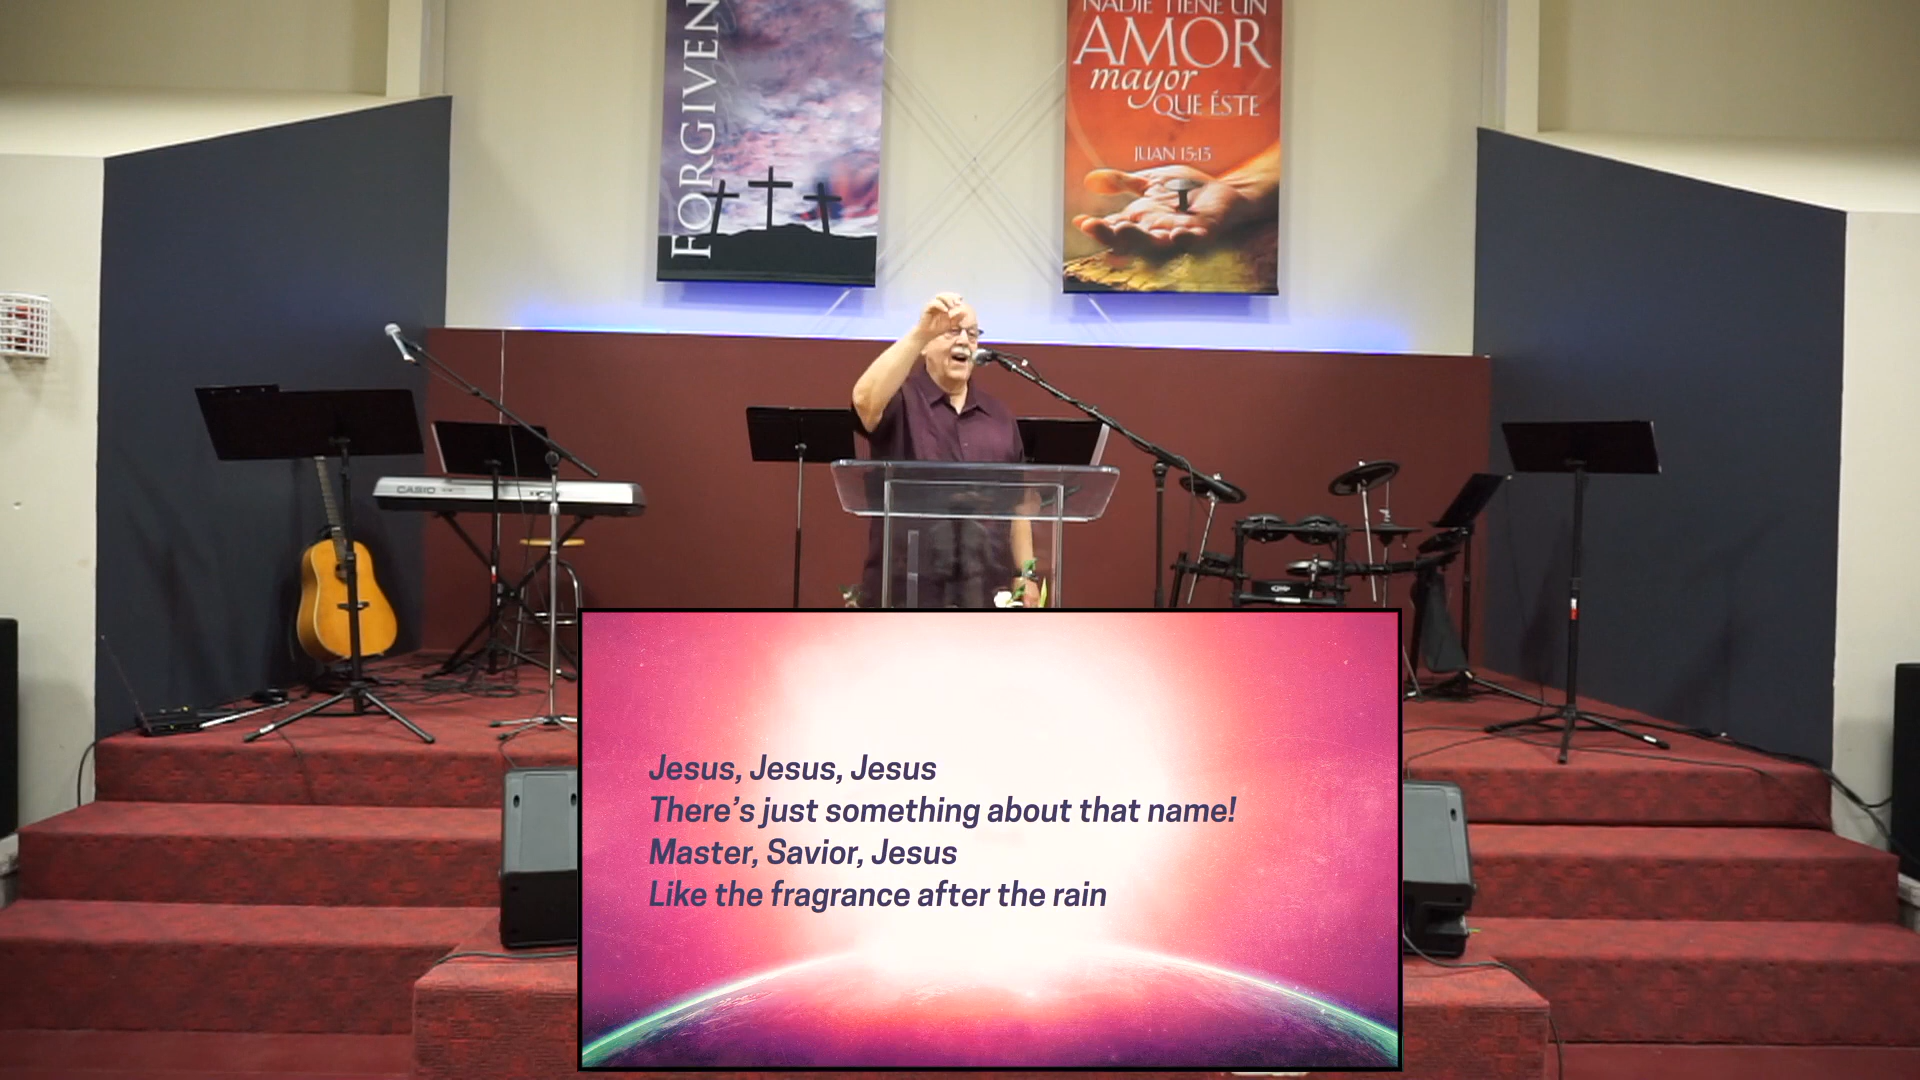 FORGIVEN
NADIE TIENE UN
AMOR
mayor
QUE ÉSTE
JUAN 15:13
CASIO
Jesus, Jesus, Jesus
There’s just something about that name!
Master, Savior, Jesus
Like the fragrance after the rain